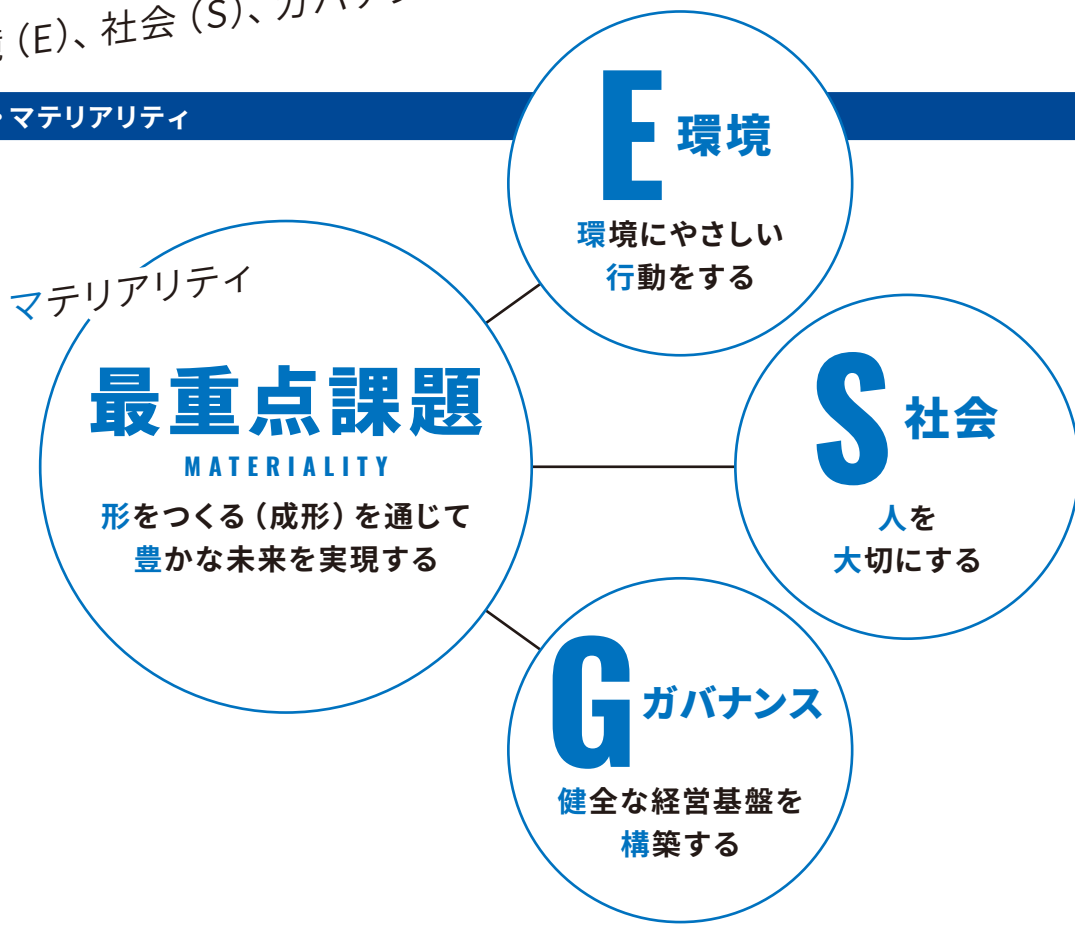 (E)、社会(S)、ガバナン
・マテリアリティ
E 環境
環境にやさしい
行動をする
マテリアリティ
最重点課題
MATERIALITY
形をつくる(成形)を通じて
豊かな未来を実現する
S 社会
人を
大切にする
G ガバナンス
健全な経営基盤を
構築する